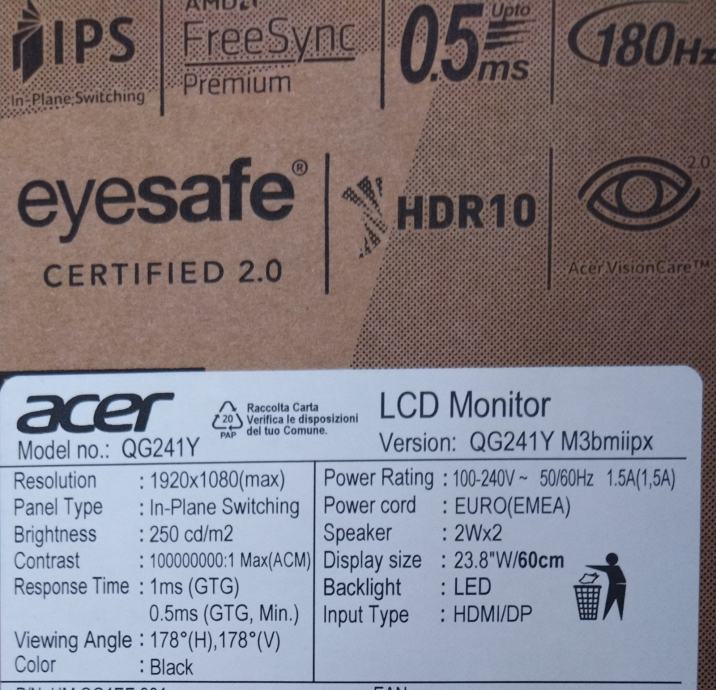 IPS
In-Plane Switching
AMD
FreeSync
Premium
Upto
0.5ms
180Hz
eyesafe®
CERTIFIED 2.0
HDR10
2.0
Acer VisionCare™
acer
20
PAP
Raccolta Carta
Verifica le disposizioni
del tuo Comune.
LCD Monitor
Model no.: QG241Y
Version: QG241Y M3bmiipx
Resolution : 1920x1080(max)
Panel Type : In-Plane Switching
Brightness : 250 cd/m2
Contrast : 100000000:1 Max(ACM)
Response Time : 1ms (GTG)
0.5ms (GTG, Min.)
Viewing Angle : 178°(H),178°(V)
Color : Black
Power Rating : 100-240V ~ 50/60Hz 1.5A(1,5A)
Power cord : EURO(EMEA)
Speaker : 2Wx2
Display size : 23.8"W/60cm
Backlight : LED
Input Type : HDMI/DP